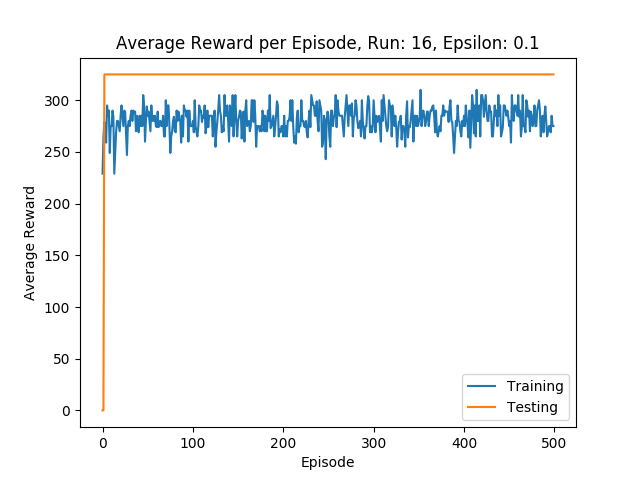 Average Reward per Episode, Run: 16, Epsilon: 0.1
Average Reward
300
250
200
150
100
50
0
0 100 200 300 400 500
Episode
Training
Testing